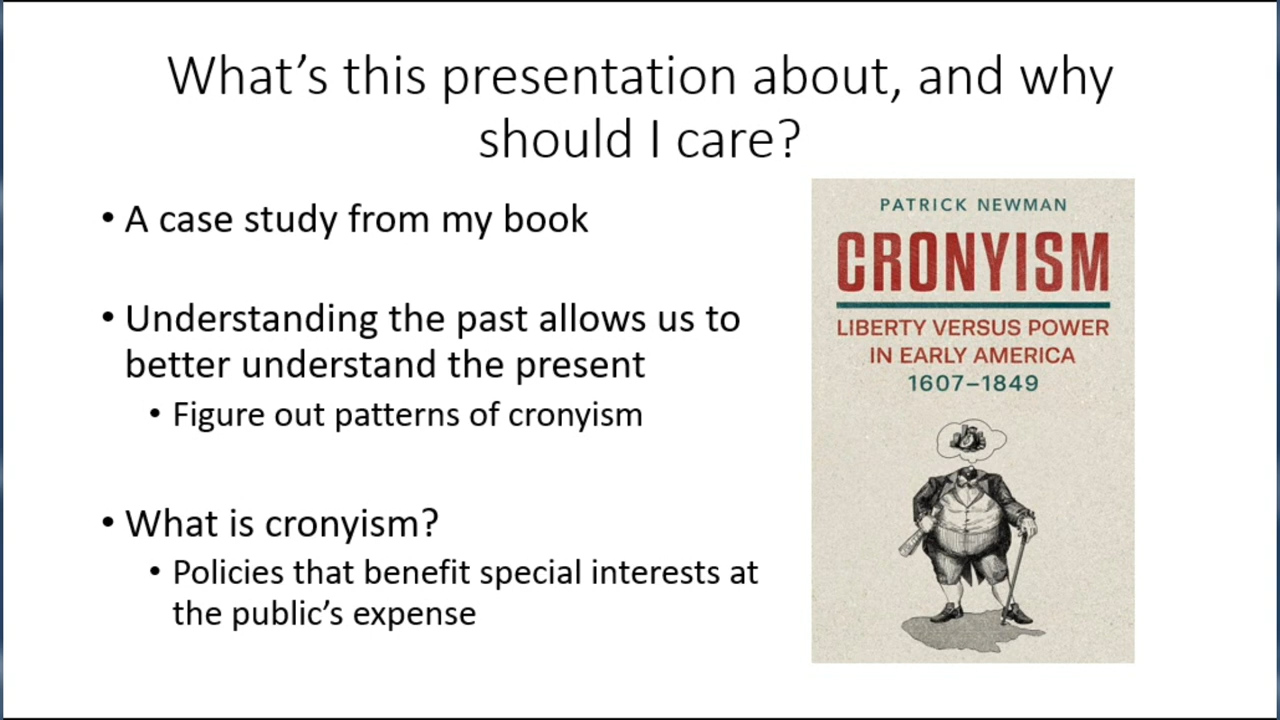 What’s this presentation about, and why
should I care?
• A case study from my book
• Understanding the past allows us to
better understand the present
• Figure out patterns of cronyism
• What is cronyism?
• Policies that benefit special interests at
the public’s expense
PATRICK NEWMAN
CRONYISM
LIBERTY VERSUS POWER
IN EARLY AMERICA
1607–1849